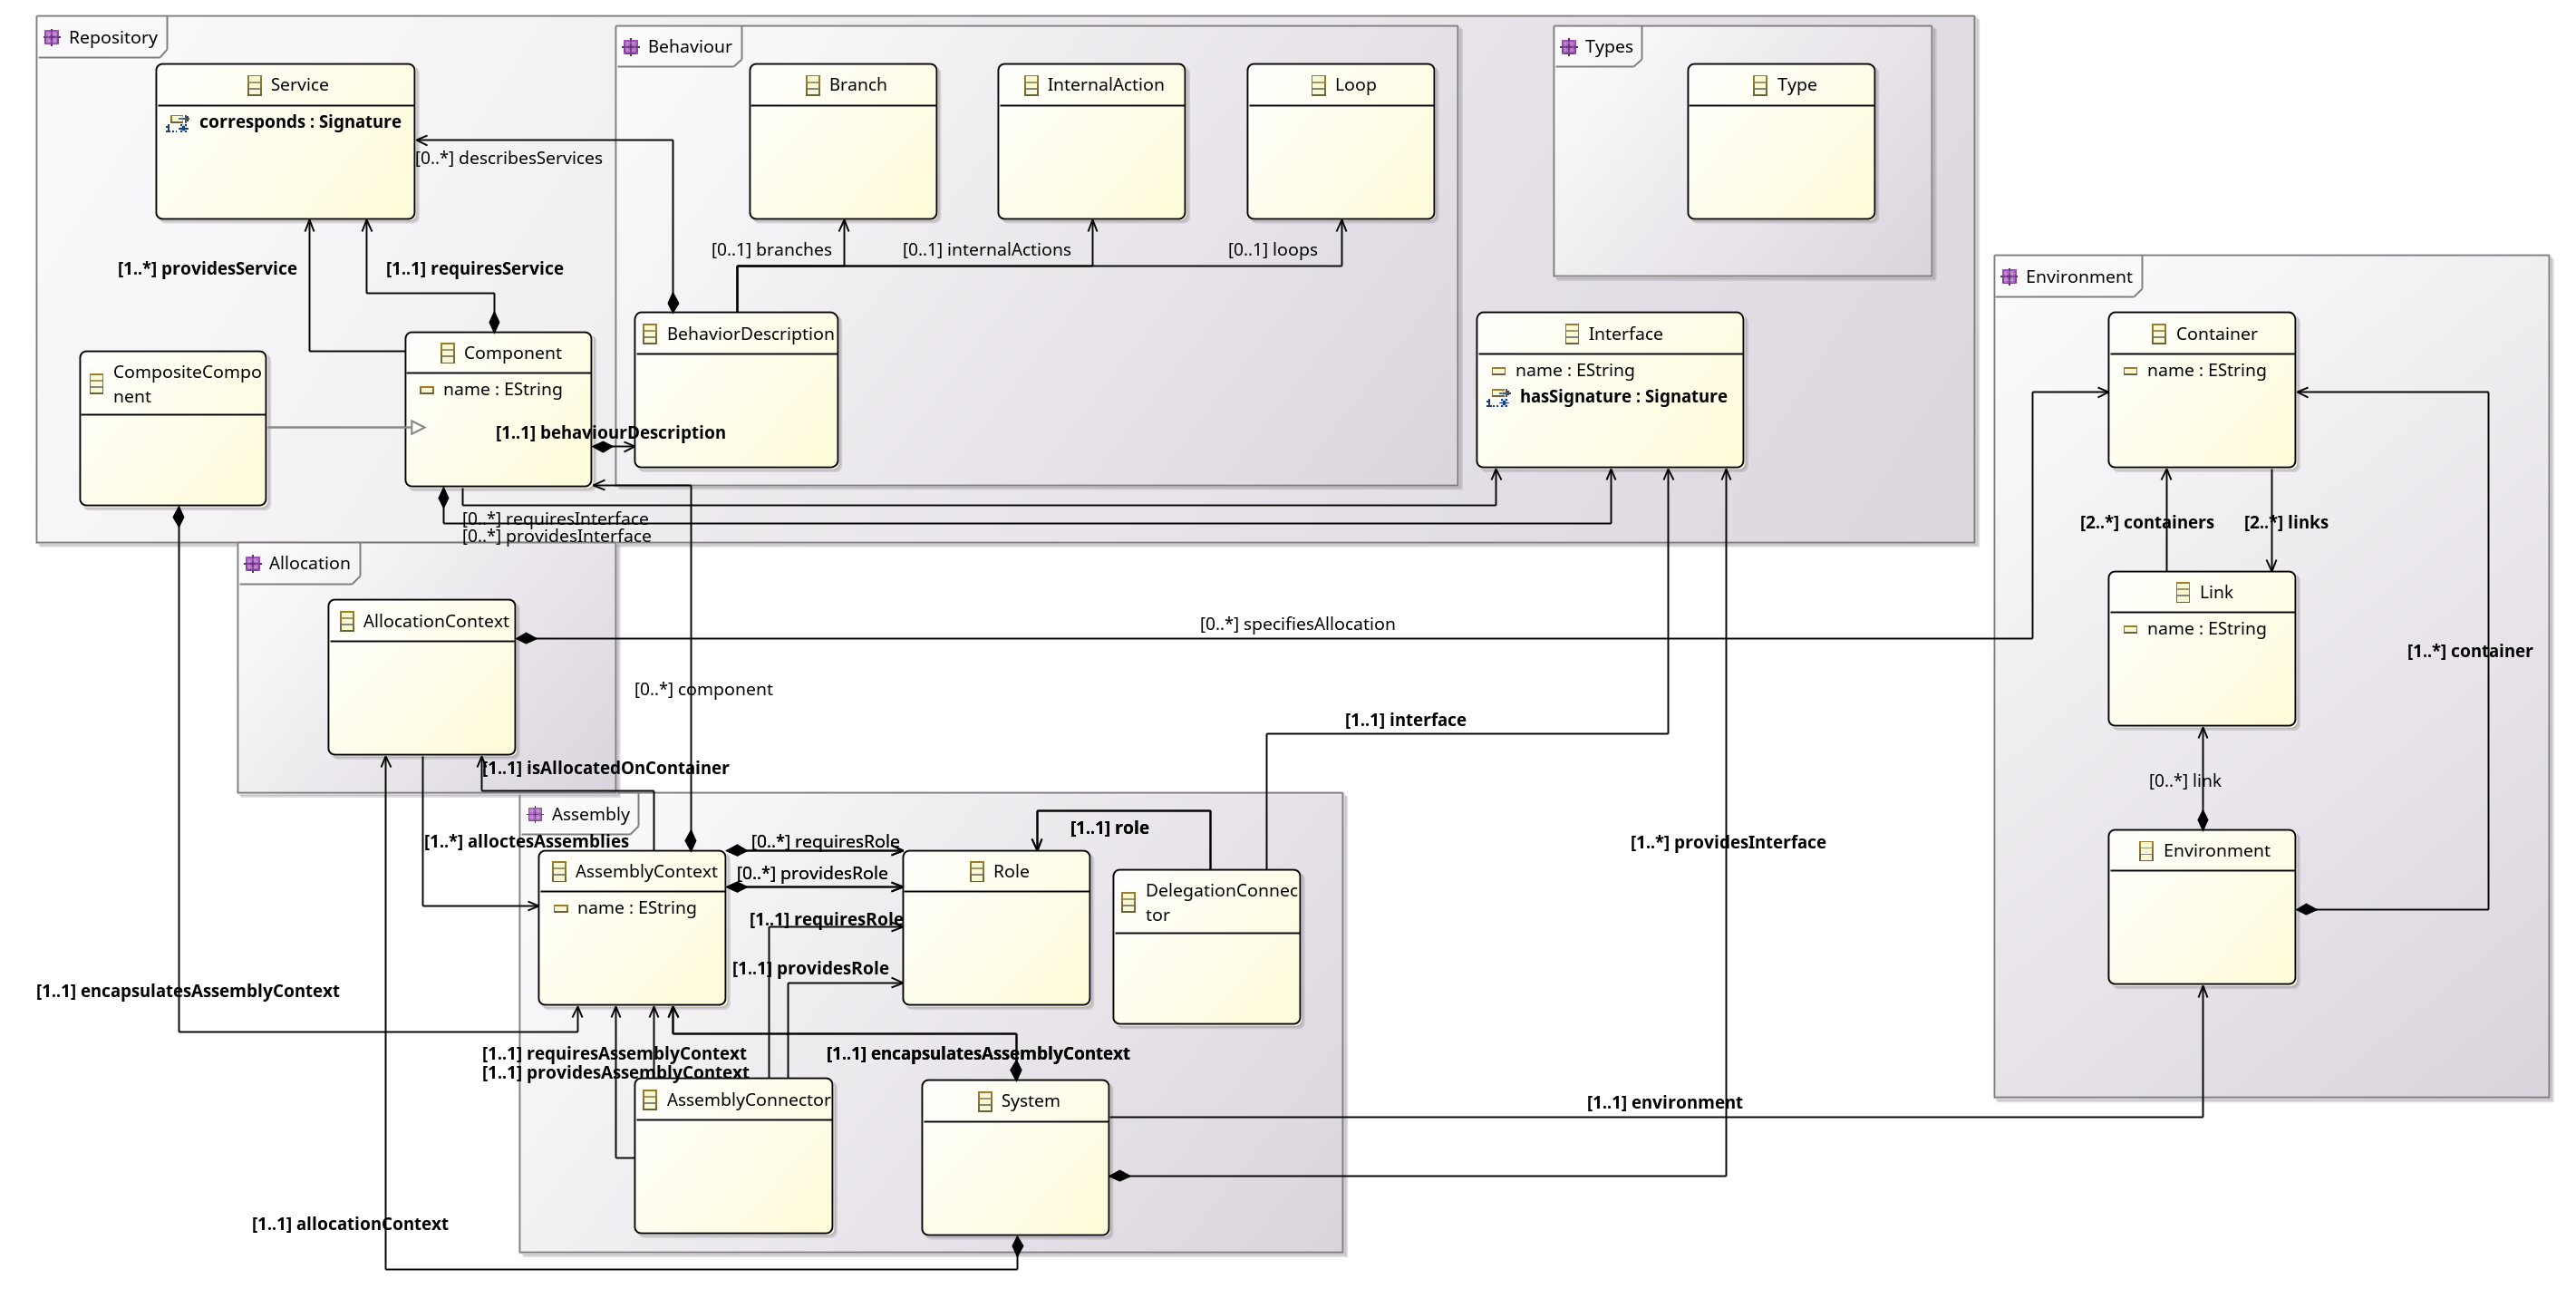 Repository
Behaviour
Types
Service
corresponds : Signature
Branch
InternalAction
Loop
Type
[0..*] describesServices
[0..1] branches
[0..1] internalActions
[0..1] loops
[1..*] providesService
[1..1] requiresService
Environment
CompositeCompo
nent
Component
name : EString
BehaviorDescription
[1..1] behaviourDescription
Interface
name : EString
hasSignature : Signature
Container
name : EString
[0..*] requiresInterface
[0..*] providesInterface
[2..*] containers
[2..*] links
Allocation
AllocationContext
[0..*] specifiesAllocation
Link
name : EString
[1..*] container
[0..*] component
[1..1] interface
[1..1] isAllocatedOnContainer
[0..*] link
Assembly
[1..1] role
[1..*] alloctesAssemblies
[0..*] requiresRole
[1..*] providesInterface
AssemblyContext
name : EString
[0..*] providesRole
Role
DelegationConnec
tor
Environment
[1..1] requiresRole
[1..1] providesRole
[1..1] encapsulatesAssemblyContext
[1..1] requiresAssemblyContext
[1..1] providesAssemblyContext
[1..1] encapsulatesAssemblyContext
AssemblyConnector
System
[1..1] environment
[1..1] allocationContext